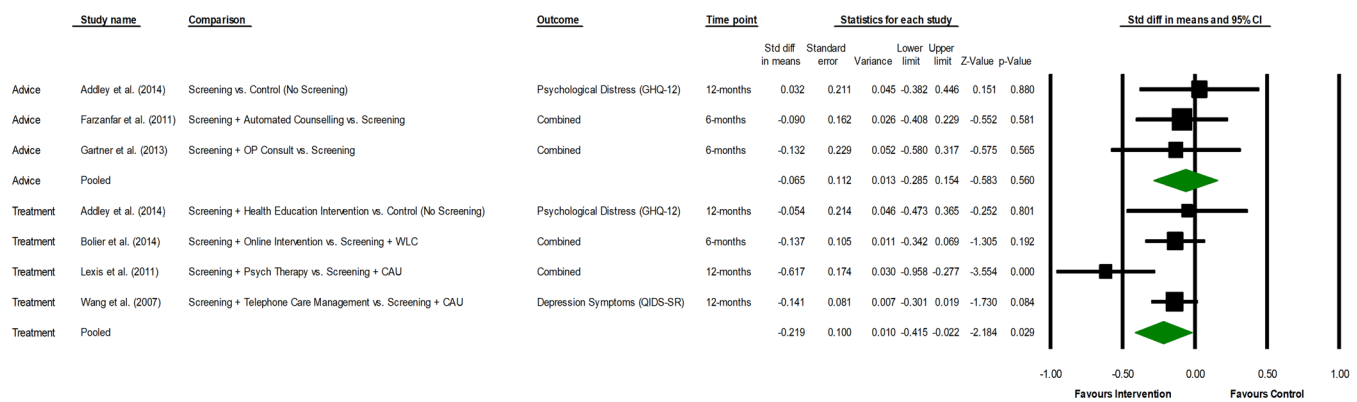 Study name Comparison Outcome Time point Statistics for each study Std diff in means and 95% CI
Std diff Standard Lower Upper
in means error Variance limit limit Z-Value p-Value
Advice Addley et al. (2014) Screening vs. Control (No Screening) Psychological Distress (GHQ-12) 12-months 0.032 0.211 0.045 -0.382 0.446 0.151 0.880
Advice Farzanfar et al. (2011) Screening + Automated Counselling vs. Screening Combined 6-months -0.090 0.162 0.026 -0.408 0.229 -0.552 0.581
Advice Gartner et al. (2013) Screening + OP Consult vs. Screening Combined 6-months -0.132 0.229 0.052 -0.580 0.317 -0.575 0.565
Advice Pooled -0.065 0.112 0.013 -0.285 0.154 -0.583 0.560
Treatment Addley et al. (2014) Screening + Health Education Intervention vs. Control (No Screening) Psychological Distress (GHQ-12) 12-months -0.054 0.214 0.046 -0.473 0.365 -0.252 0.801
Treatment Bolier et al. (2014) Screening + Online Intervention vs. Screening + WLC Combined 6-months -0.137 0.105 0.011 -0.342 0.069 -1.305 0.192
Treatment Lexis et al. (2011) Screening + Psych Therapy vs. Screening + CAU Combined 12-months -0.617 0.174 0.030 -0.958 -0.277 -3.554 0.000
Treatment Wang et al. (2007) Screening + Telephone Care Management vs. Screening + CAU Depression Symptoms (QIDS-SR) 12-months -0.141 0.081 0.007 -0.301 0.019 -1.730 0.084
Treatment Pooled -0.219 0.100 0.010 -0.415 -0.022 -2.184 0.029
-1.00 -0.50 0.00 0.50 1.00
Favours Intervention Favours Control